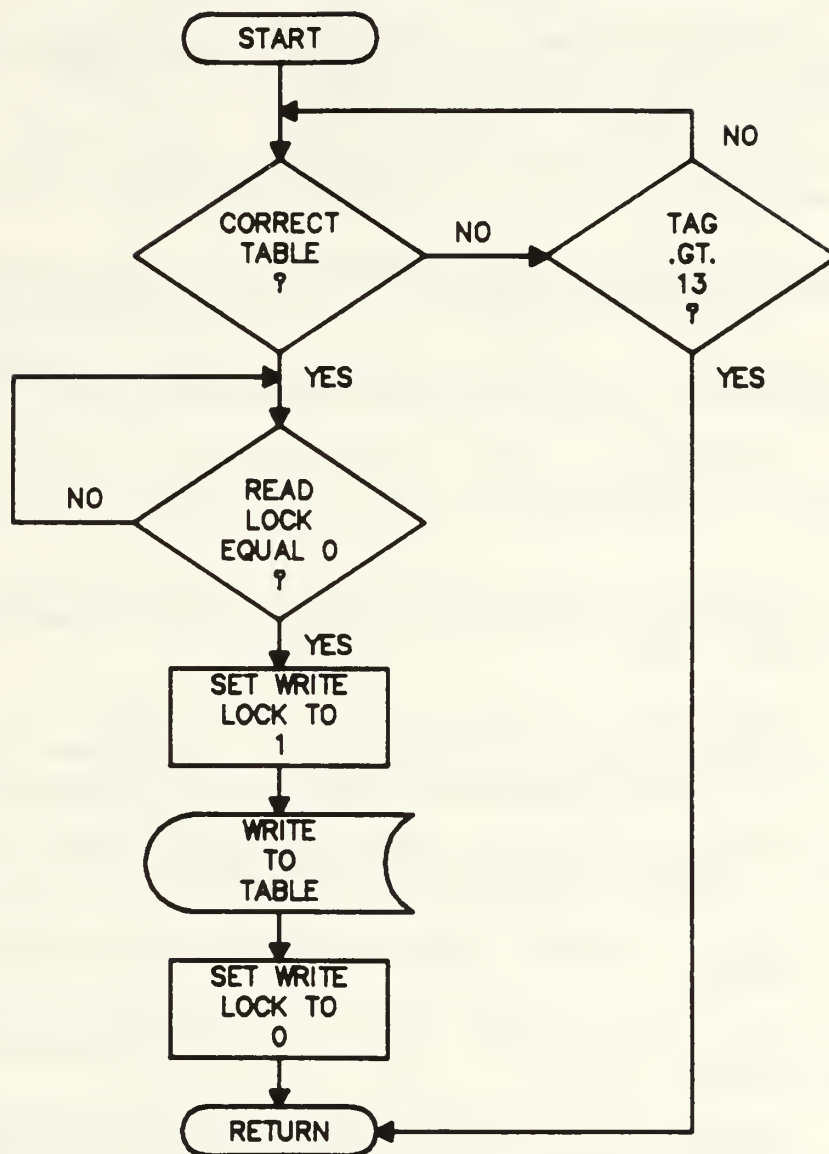 START
NO
CORRECT
TABLE
?
NO
TAG
.GT.
13
?
YES
YES
NO
READ
LOCK
EQUAL 0
?
YES
SET WRITE
LOCK TO
1
WRITE
TO
TABLE
SET WRITE
LOCK TO
0
RETURN